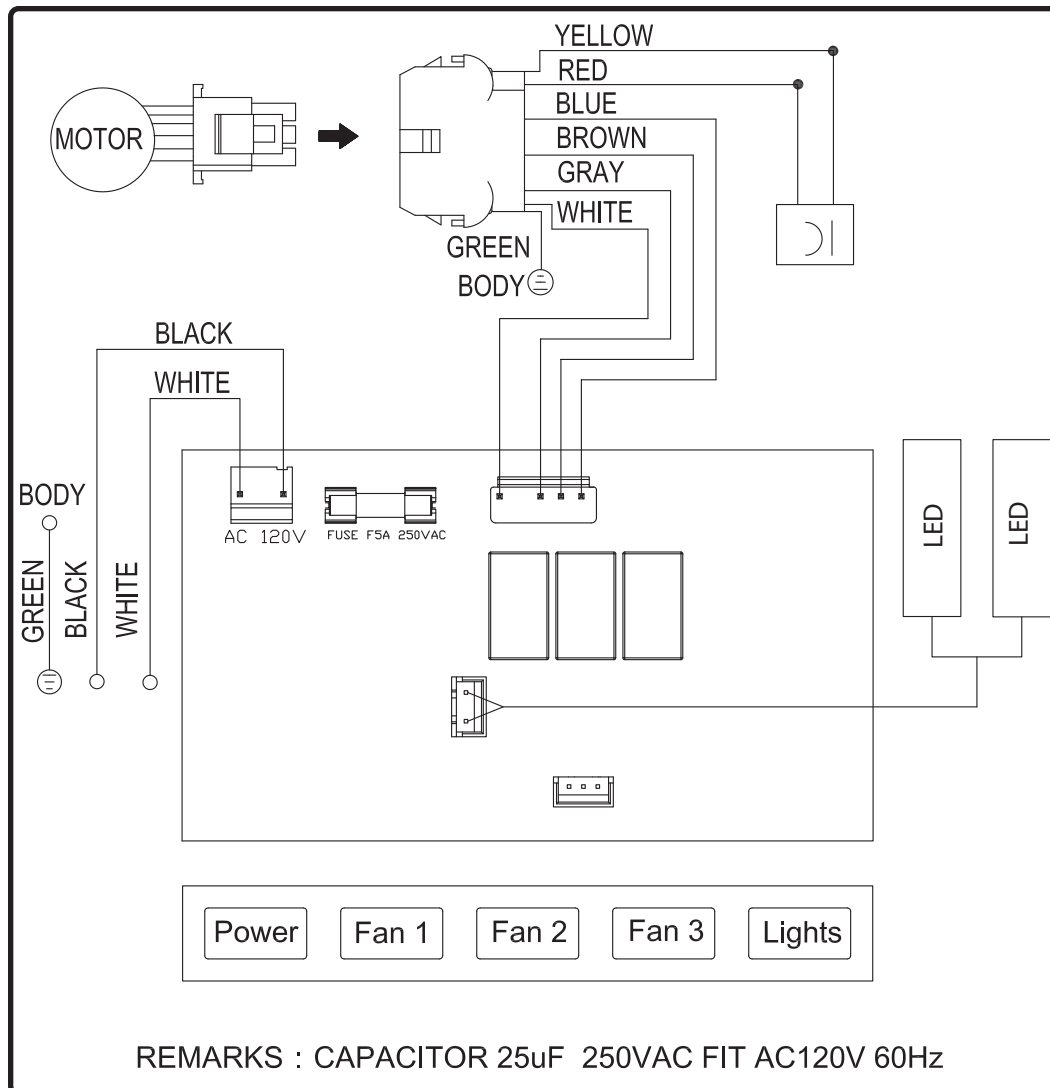 YELLOW
RED
BLUE
BROWN
GRAY
WHITE
MOTOR
GREEN
BODY
BLACK
WHITE
BODY
GREEN
BLACK
WHITE
AC 120V
FUSE F5A 250VAC
LED
LED
Power
Fan 1
Fan 2
Fan 3
Lights
REMARKS : CAPACITOR 25uF 250VAC FIT AC120V 60Hz